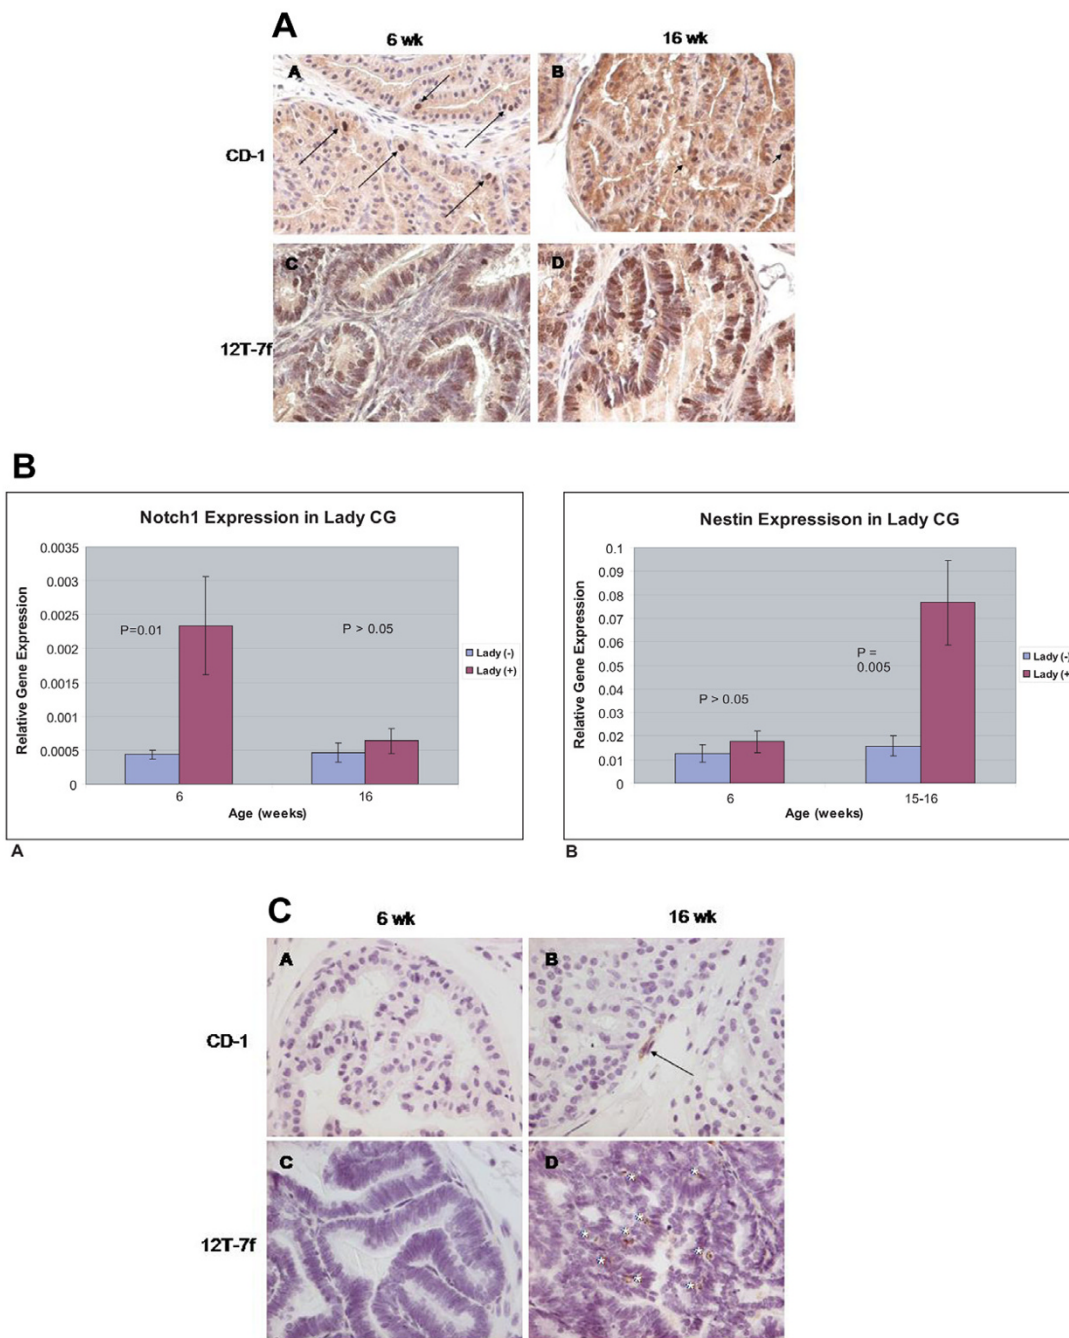 A
6 wk 16 wk
A B
CD-1
C D
12T-7f
B
Notch1 Expression in Lady CG
0.0035
0.003
0.0025
0.002
0.0015
0.001
0.0005
0
Relative Gene Expression
P=0.01
P > 0.05
Lady (-)
Lady (+)
6 16
Age (weeks)
A
Nestin Expressison in Lady CG
0.1
0.09
0.08
0.07
0.06
0.05
0.04
0.03
0.02
0.01
0
Relative Gene Expression
P > 0.05
P =
0.005
Lady (-)
Lady (+
6 15-16
Age (weeks)
B
C
6 wk 16 wk
A B
CD-1
C D
12T-7f